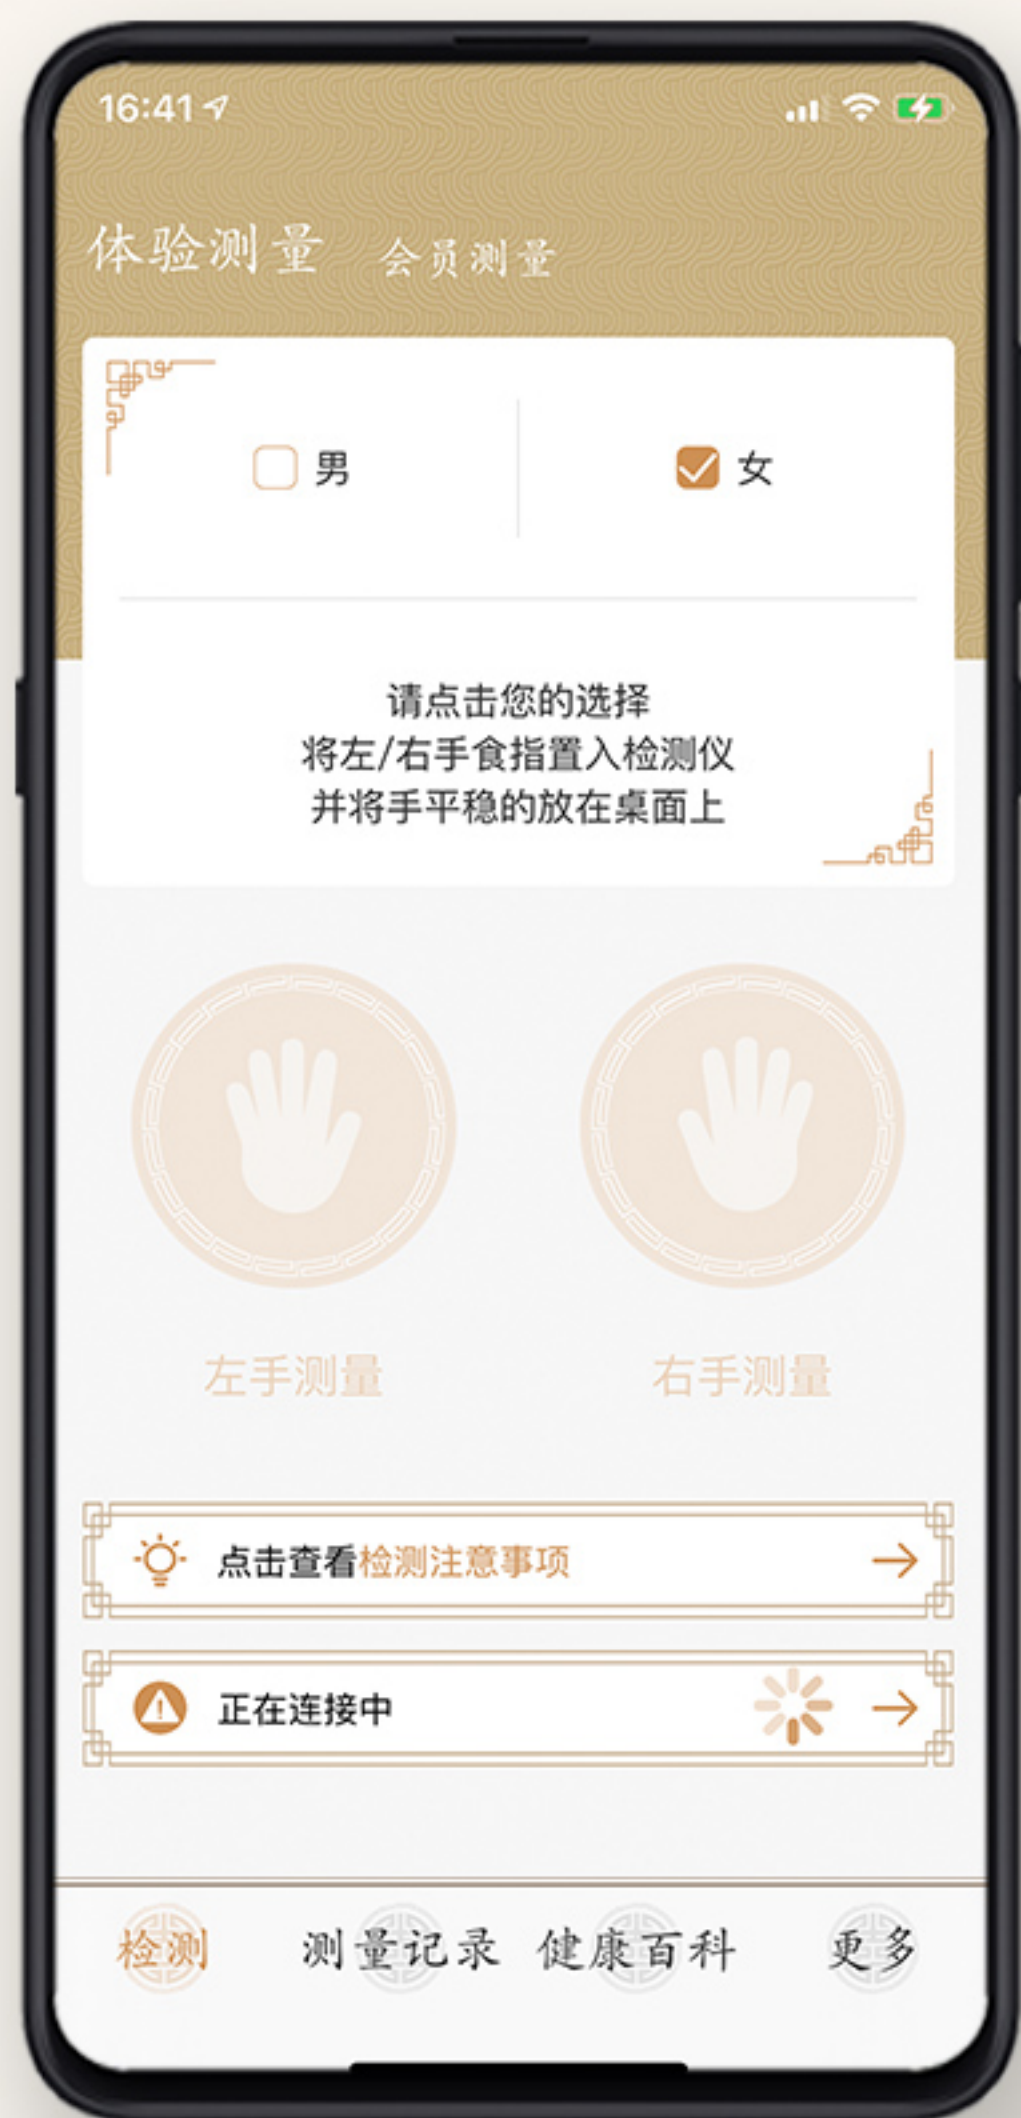 16:41
体验测量 会员测量
男 女
请点击您的选择
将左/右手食指置入检测仪
并将手平稳的放在桌面上
左手测量 右手测量
点击查看检测注意事项
正在连接中
检测 测量记录 健康百科 更多